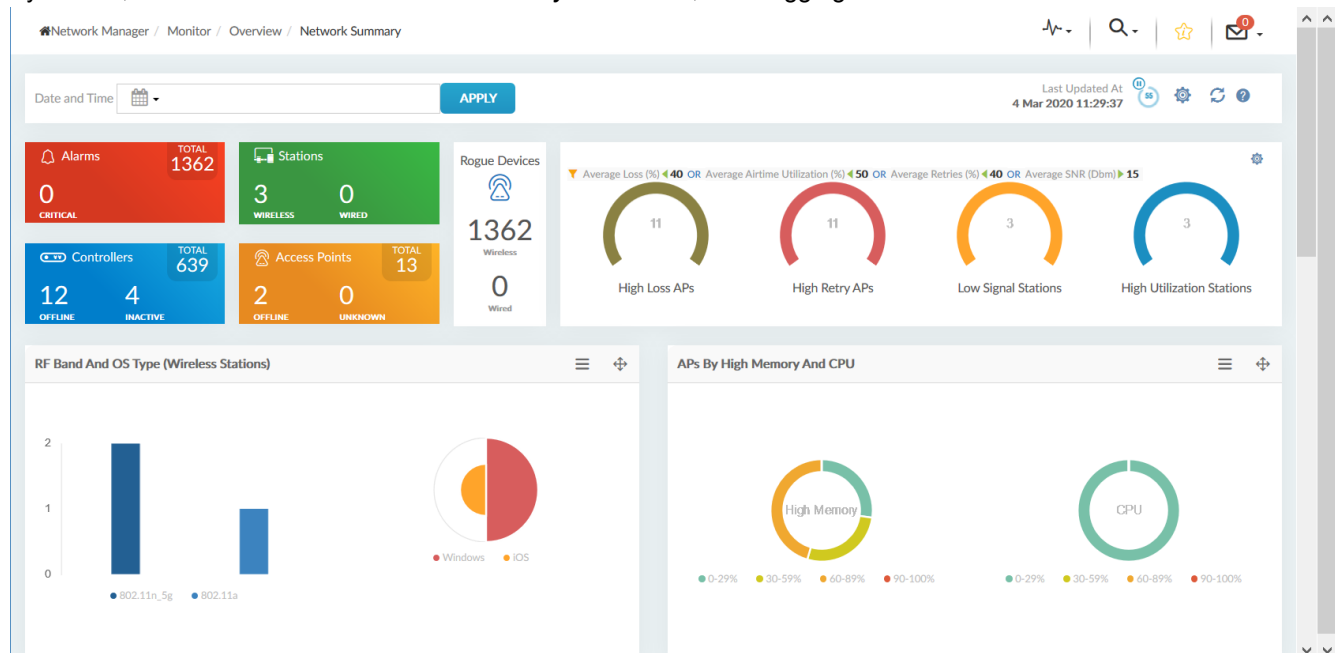 Network Manager / Monitor / Overview / Network Summary
0
Date and Time
APPLY
Last Updated At
4 Mar 2020 11:29:37
55
Alarms
TOTAL
1362
0
CRITICAL
Stations
3 0
WIRELESS WIRED
Controllers
TOTAL
639
12 4
OFFLINE INACTIVE
Access Points
TOTAL
13
2 0
OFFLINE UNKNOWN
Rogue Devices
1362
Wireless
0
Wired
Average Loss (%) 40 OR Average Airtime Utilization (%) 50 OR Average Retries (%) 40 OR Average SNR (Dbm) 15
11 11 3 3
High Loss APs High Retry APs Low Signal Stations High Utilization Stations
RF Band And OS Type (Wireless Stations)
2
1
0
802.11n_5g 802.11a
Windows iOS
APs By High Memory And CPU
High Memory CPU
0-29% 30-59% 60-89% 90-100% 0-29% 30-59% 60-89% 90-100%